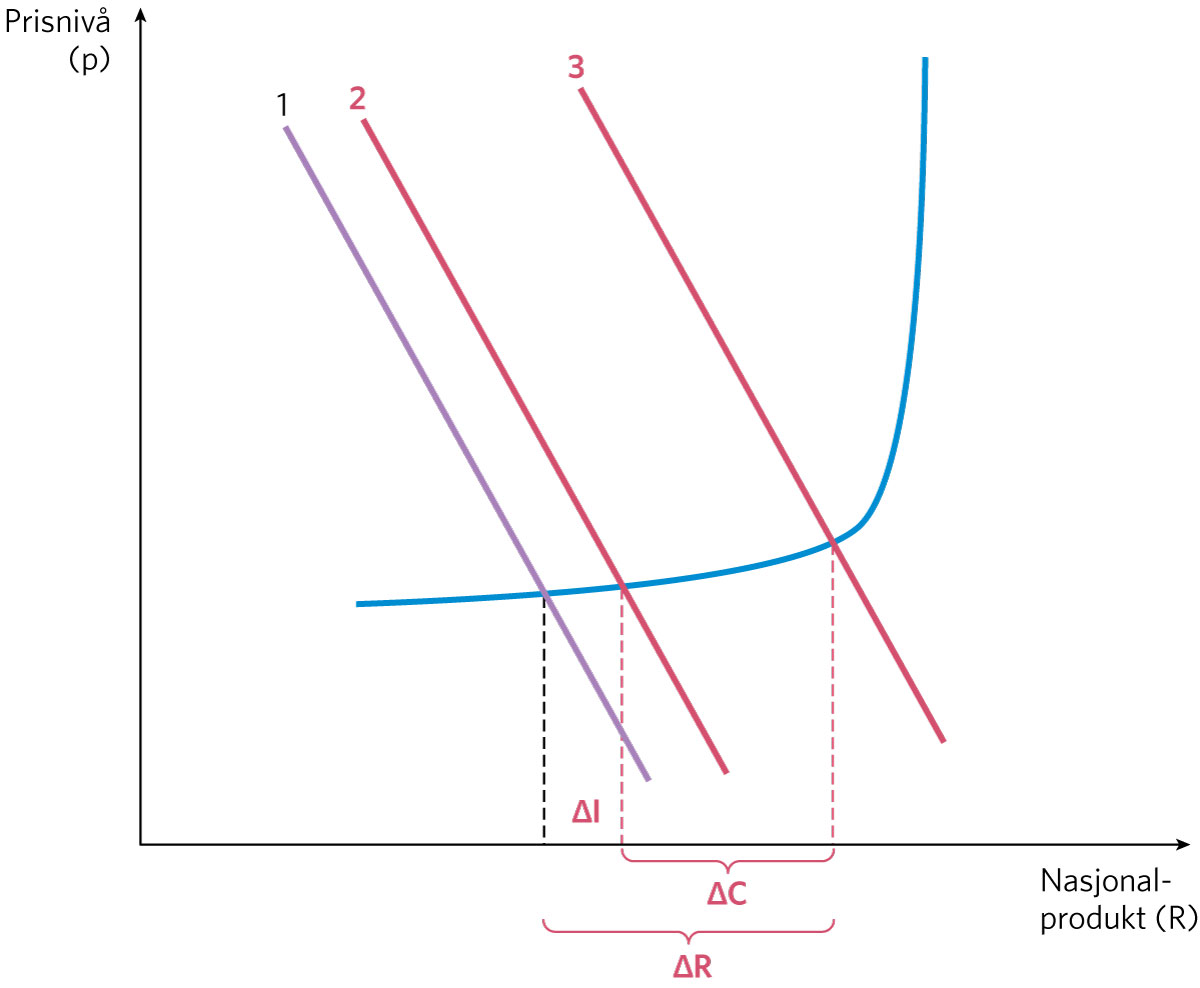 Prisnivå
(p)
1
2
3
ΔI
ΔC
ΔR
Nasjonal-
produkt (R)